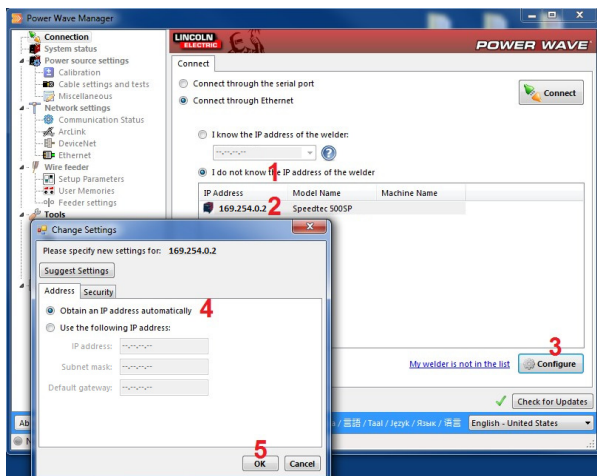 Power Wave Manager
Connection
System status
Power source settings
Calibration
Cable settings and tests
Miscellaneous
Network settings
Communication Status
ArcLink
DeviceNet
Ethernet
Wire feeder
Setup Parameters
User Memories
Feeder settings
Tools
LINCOLN
ELECTRIC
POWER WAVE
Connect
Connect through the serial port
Connect through Ethernet
Connect
I know the IP address of the welder:
--.--.--.--
1
I do not know the IP address of the welder
IP Address Model Name Machine Name
169.254.0.2 2 Speedtec 500SP
Change Settings
Please specify new settings for: 169.254.0.2
Suggest Settings
Address Security
Obtain an IP address automatically 4
Use the following IP address:
IP address: --.--.--.--
Subnet mask: --.--.--.--
Default gateway: --.--.--.--
5
OK Cancel
3
My welder is not in the list Configure
Check for Updates
Ab
/ 言語 / Taal / Język / Язык / 语言 English - United States
N